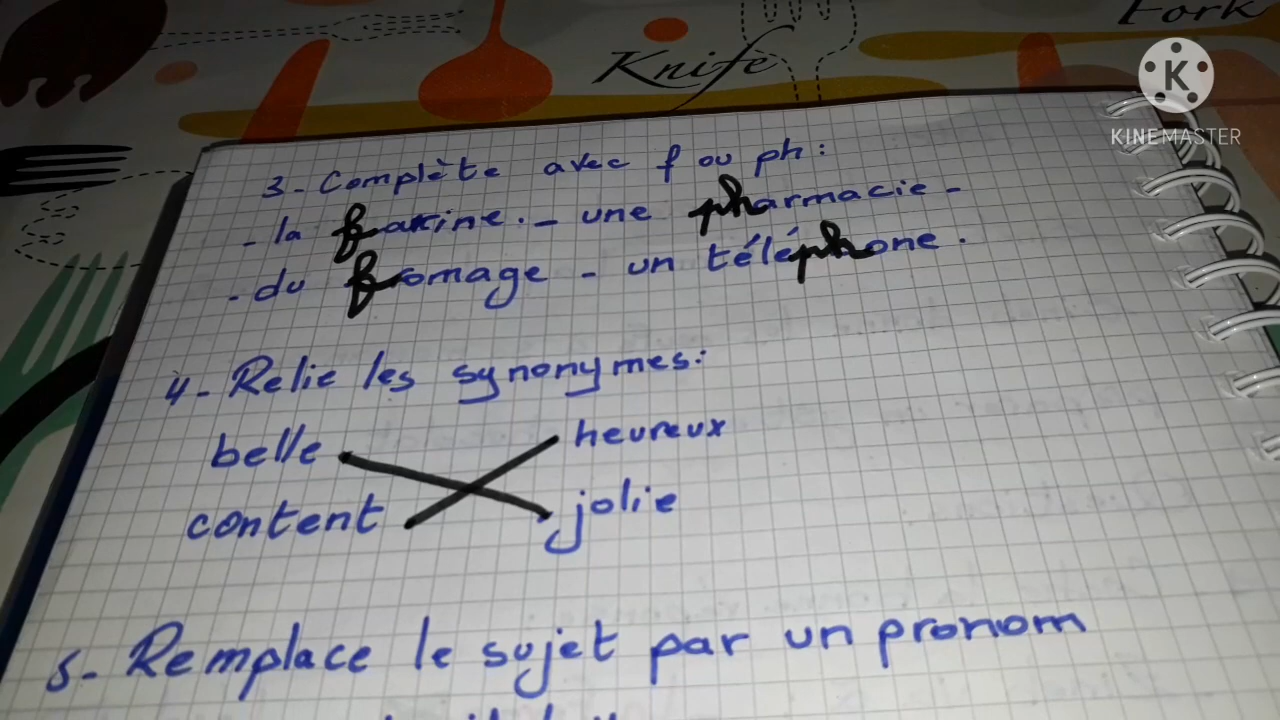 Fork
Knife
KINEMASTER
3- Complète avec f ou ph:
- la farine. - une pharmacie -
- du fromage - un téléphone.
4- Relie les synonymes:
belle heureux
content jolie
5- Remplace le sujet par un pronom